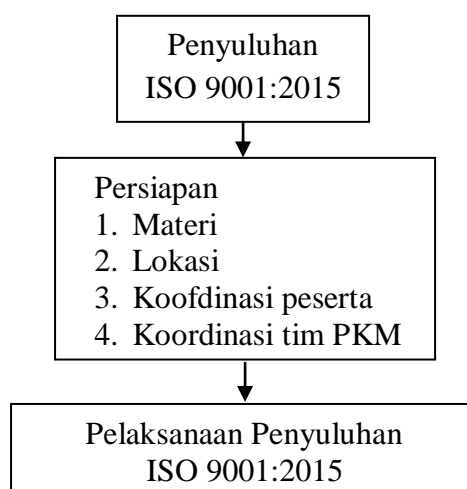 Penyuluhan
ISO 9001:2015
Persiapan
1. Materi
2. Lokasi
3. Koofdinasi peserta
4. Koordinasi tim PKM
Pelaksanaan Penyuluhan
ISO 9001:2015